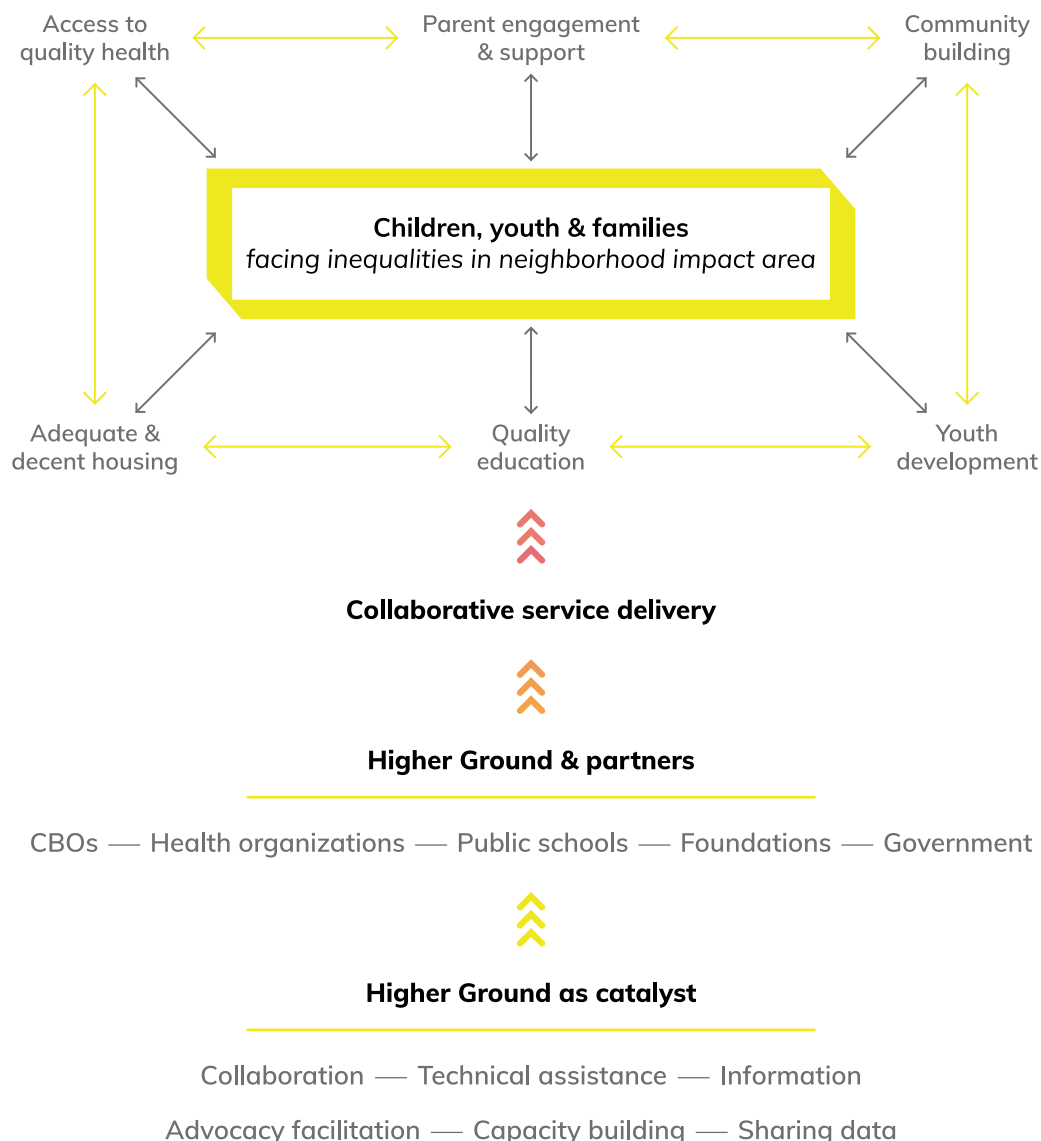 Access to
quality health
Parent engagement
& support
Community
building
Children, youth & families
facing inequalities in neighborhood impact area
Adequate &
decent housing
Quality
education
Youth
development
Collaborative service delivery
Higher Ground & partners
CBOs — Health organizations — Public schools — Foundations — Government
Higher Ground as catalyst
Collaboration — Technical assistance — Information
Advocacy facilitation — Capacity building — Sharing data